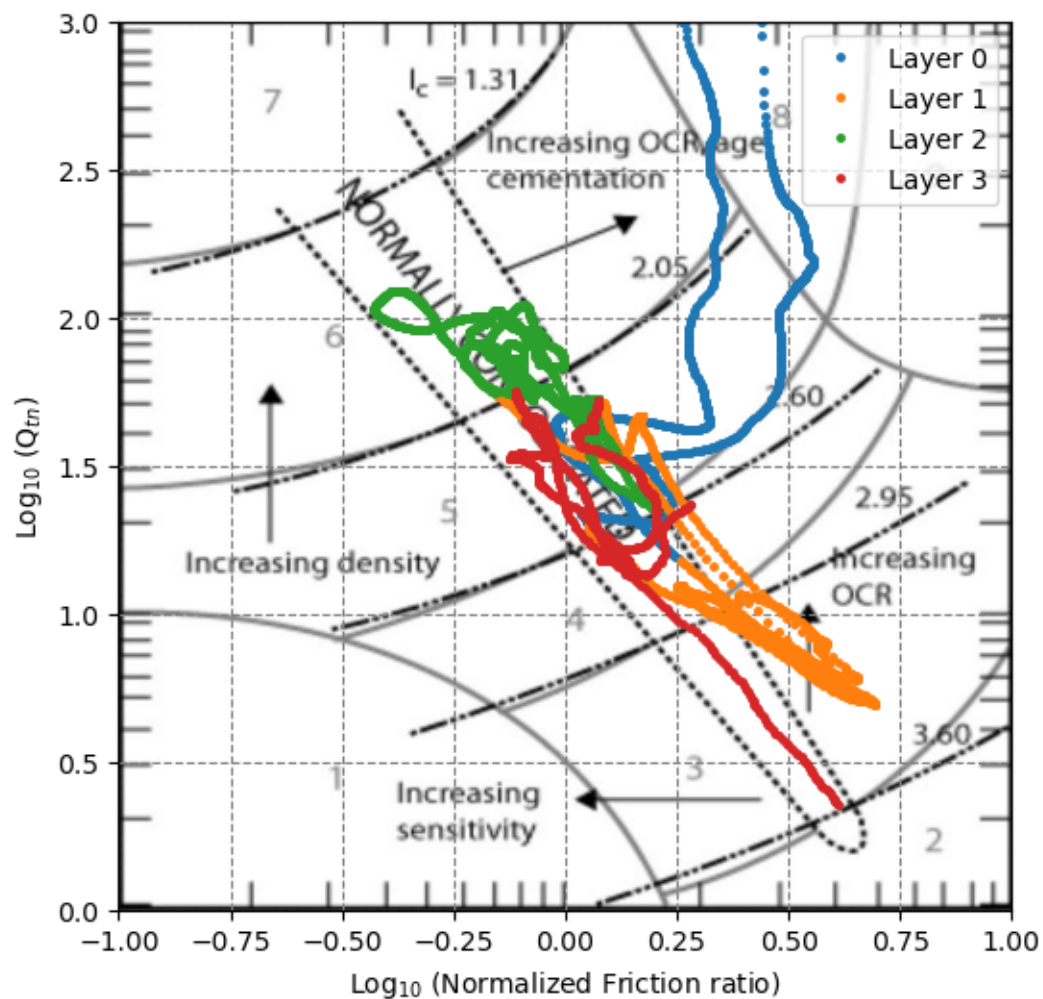 3.0
2.5
2.0
1.5
1.0
0.5
0.0
Log₁₀ (Qₜₙ)
Layer 0
Layer 1
Layer 2
Layer 3
7
I_c = 1.31
8
Increasing OCR/age
cementation
2.05
6
2.60
5
2.95
Increasing density
Increasing
OCR
4
3.60
3
1
Increasing
sensitivity
2
−1.00 −0.75 −0.50 −0.25 0.00 0.25 0.50 0.75 1.00
Log₁₀ (Normalized Friction ratio)